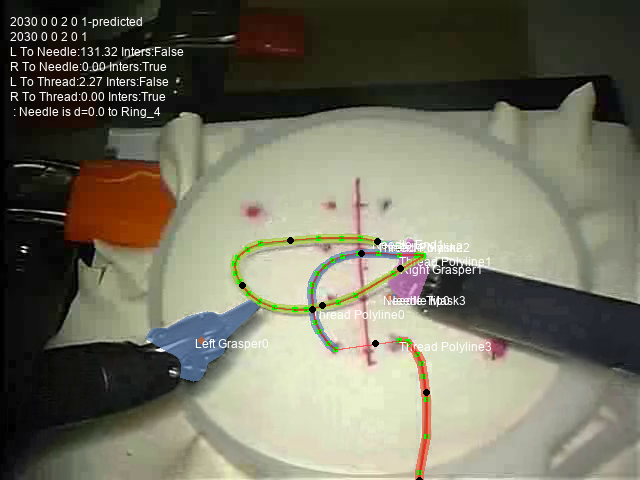 2030 0 0 2 0 1-predicted
2030 0 0 2 0 1
L To Needle:131.32 Inters:False
R To Needle:0.00 Inters:True
L To Thread:2.27 Inters:False
R To Thread:0.00 Inters:True
: Needle is d=0.0 to Ring_4
Thread Polyline1
Right Grasper1
Thread Polyline0
Left Grasper0
Thread Polyline3